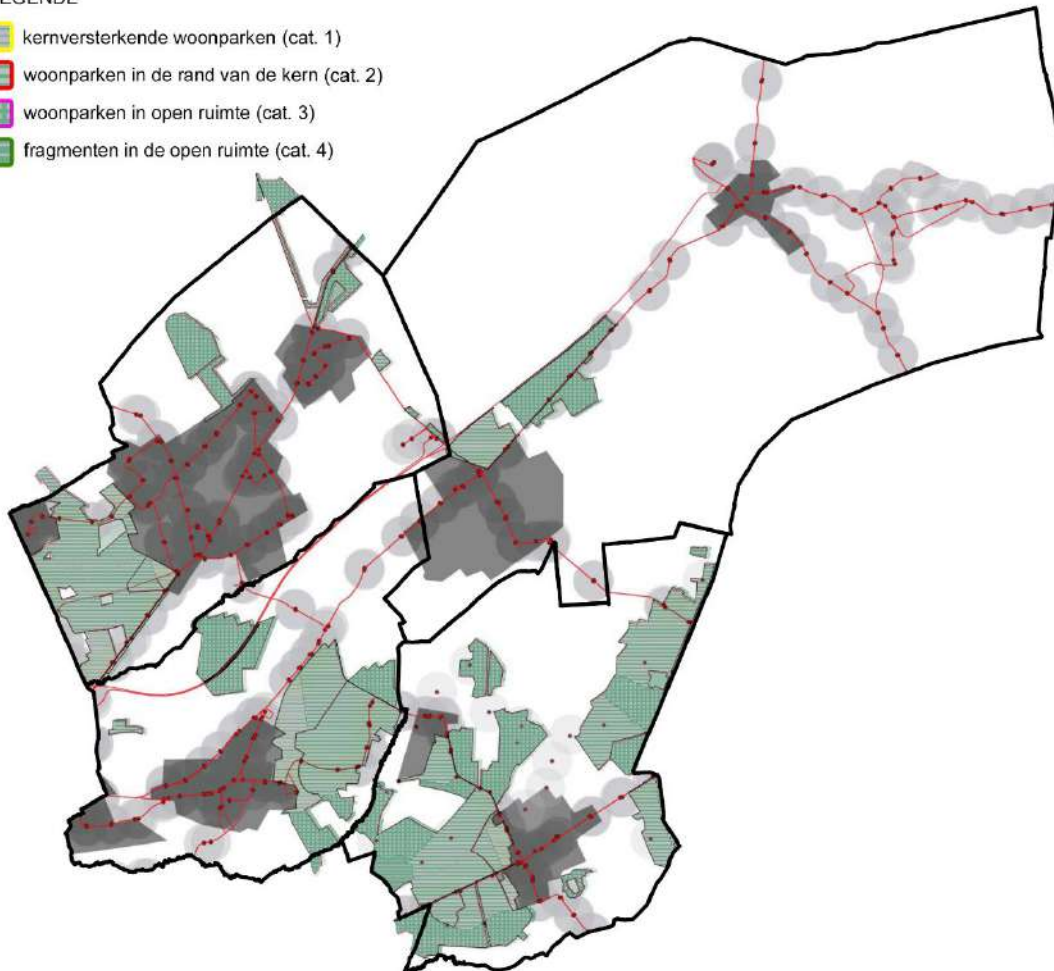 LEGENDE
kernversterkende woonparken (cat. 1)
woonparken in de rand van de kern (cat. 2)
woonparken in open ruimte (cat. 3)
fragmenten in de open ruimte (cat. 4)